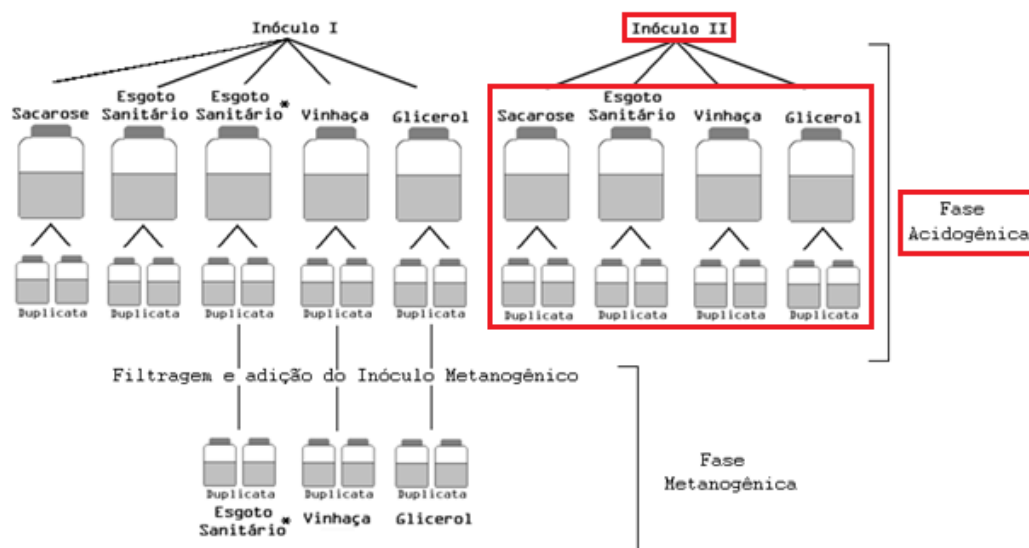 Inóculo I
Inóculo II
Sacarose
Esgoto
Sanitário
Esgoto
Sanitário*
Vinhaça
Glicerol
Sacarose
Esgoto
Sanitário
Vinhaça
Glicerol
Fase
Acidogênica
Duplicata
Duplicata
Duplicata
Duplicata
Duplicata
Duplicata
Duplicata
Duplicata
Duplicata
Filtragem e adição do Inóculo Metanogênico
Fase
Metanogênica
Duplicata
Duplicata
Duplicata
Esgoto
Sanitário*
Vinhaça
Glicerol